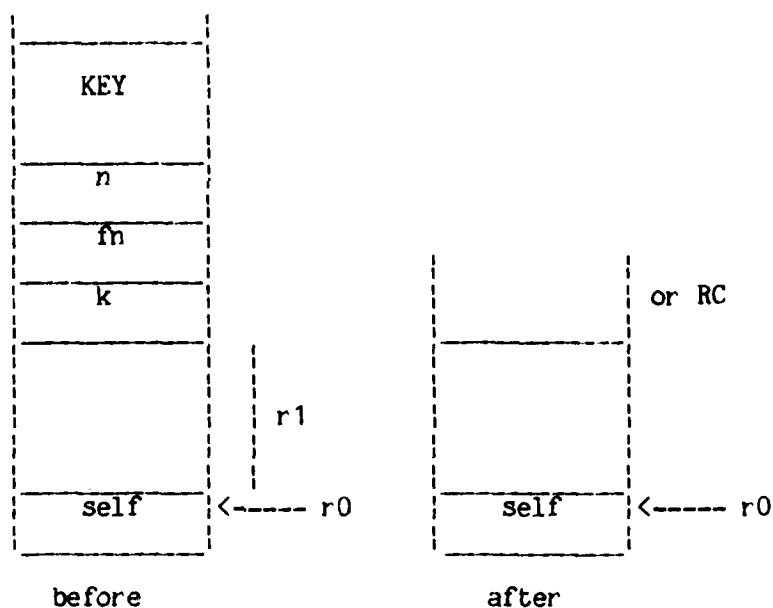 KEY
n
fn
k
or RC
r1
self <----- r0
self <----- r0
before
after